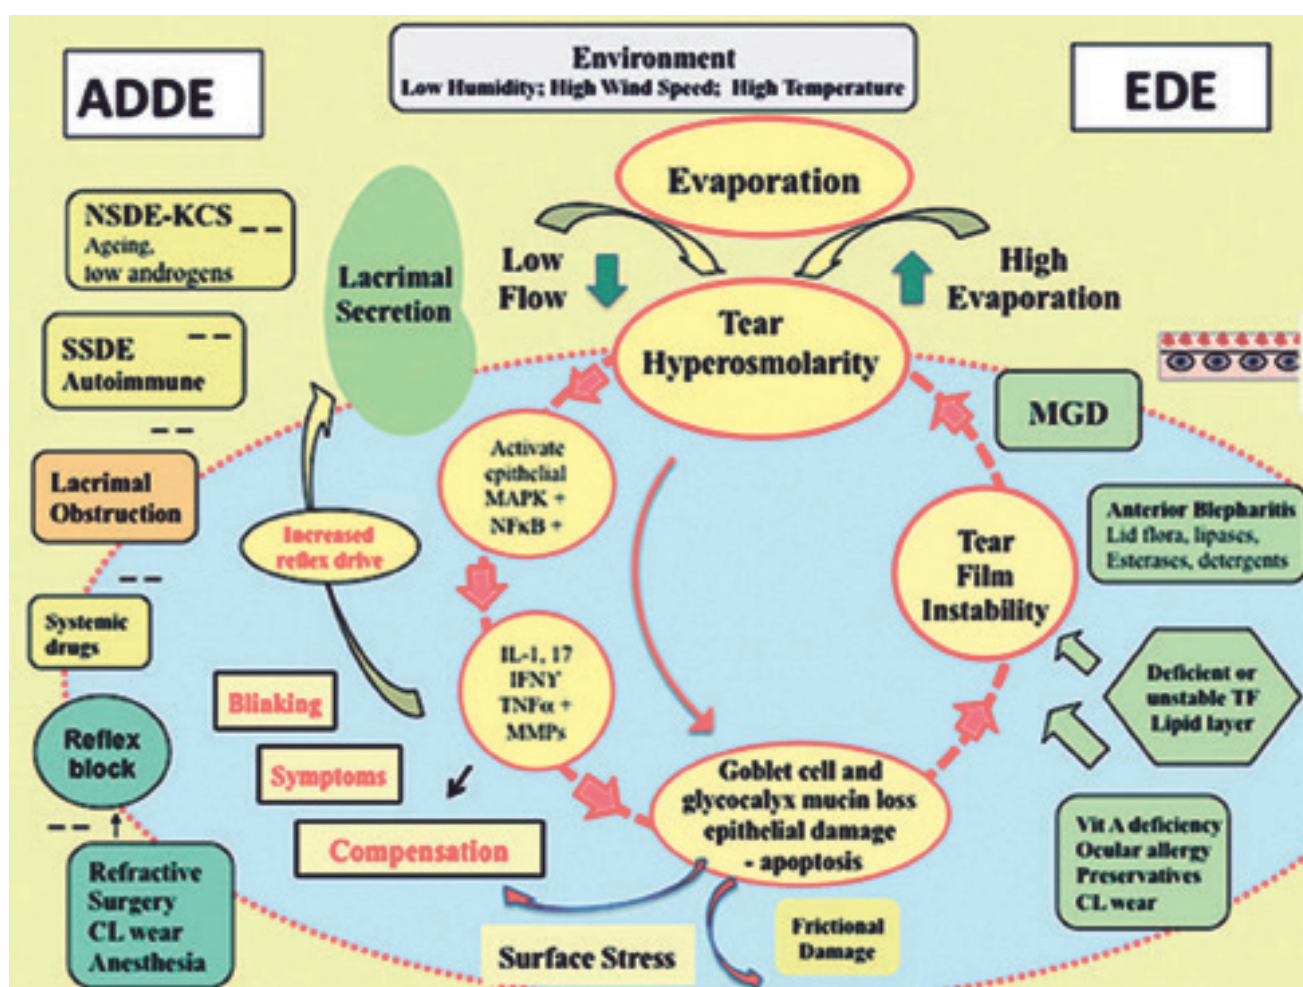 Environment
Low Humidity; High Wind Speed; High Temperature
ADDE
EDE
Evaporation
NSDE-KCS _ _
Ageing,
low androgens
Lacrimal
Secretion
Low
Flow
High
Evaporation
Tear
Hyperosmolarity
_ _
SSDE
Autoimmune
MGD
_ _
Lacrimal
Obstruction
Activate
epithelial
MAPK +
NFκB +
Increased
reflex drive
Tear
Film
Instability
Anterior Blepharitis
Lid flora, lipases,
Esterases, detergents
_ _
Systemic
drugs
IL-1, 17
IFNY
TNFα +
MMPs
Deficient or
unstable TF
Lipid layer
Blinking
Reflex
block
Symptoms
Compensation
Goblet cell and
glycocalyx mucin loss
epithelial damage
- apoptosis
Vit A deficiency
Ocular allergy
Preservatives
CL wear
_ _
Refractive
Surgery
CL wear
Anesthesia
Surface Stress
Frictional
Damage